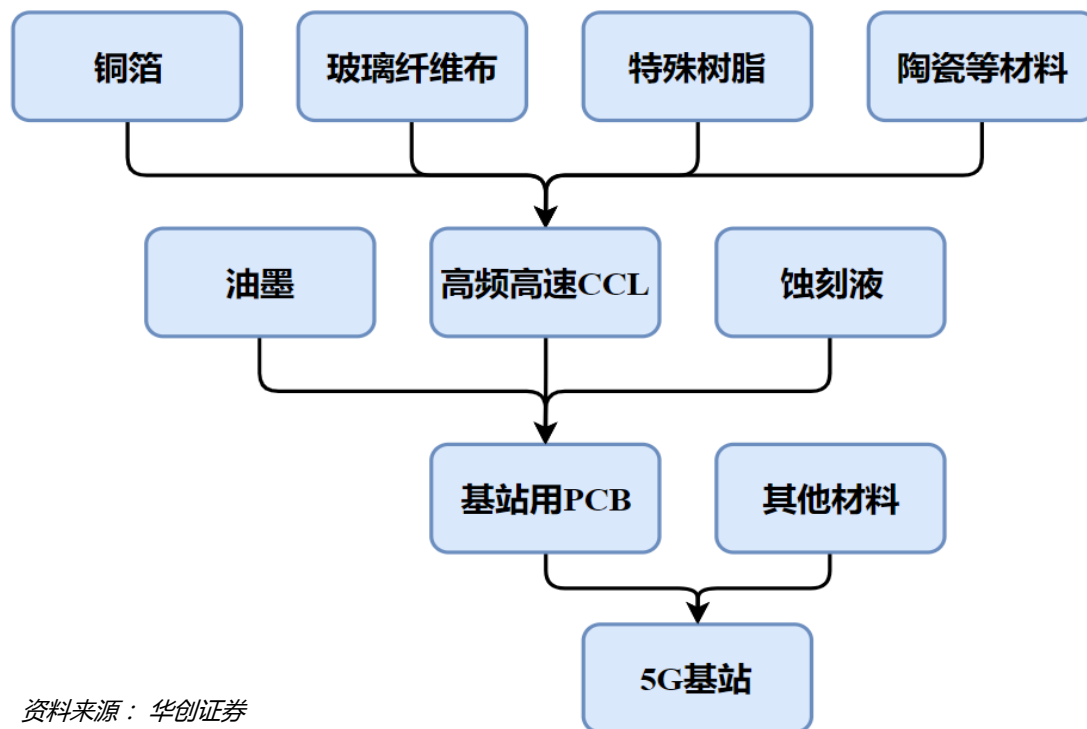 铜箔
玻璃纤维布
特殊树脂
陶瓷等材料
油墨
高频高速CCL
蚀刻液
基站用PCB
其他材料
5G基站
资料来源：华创证券